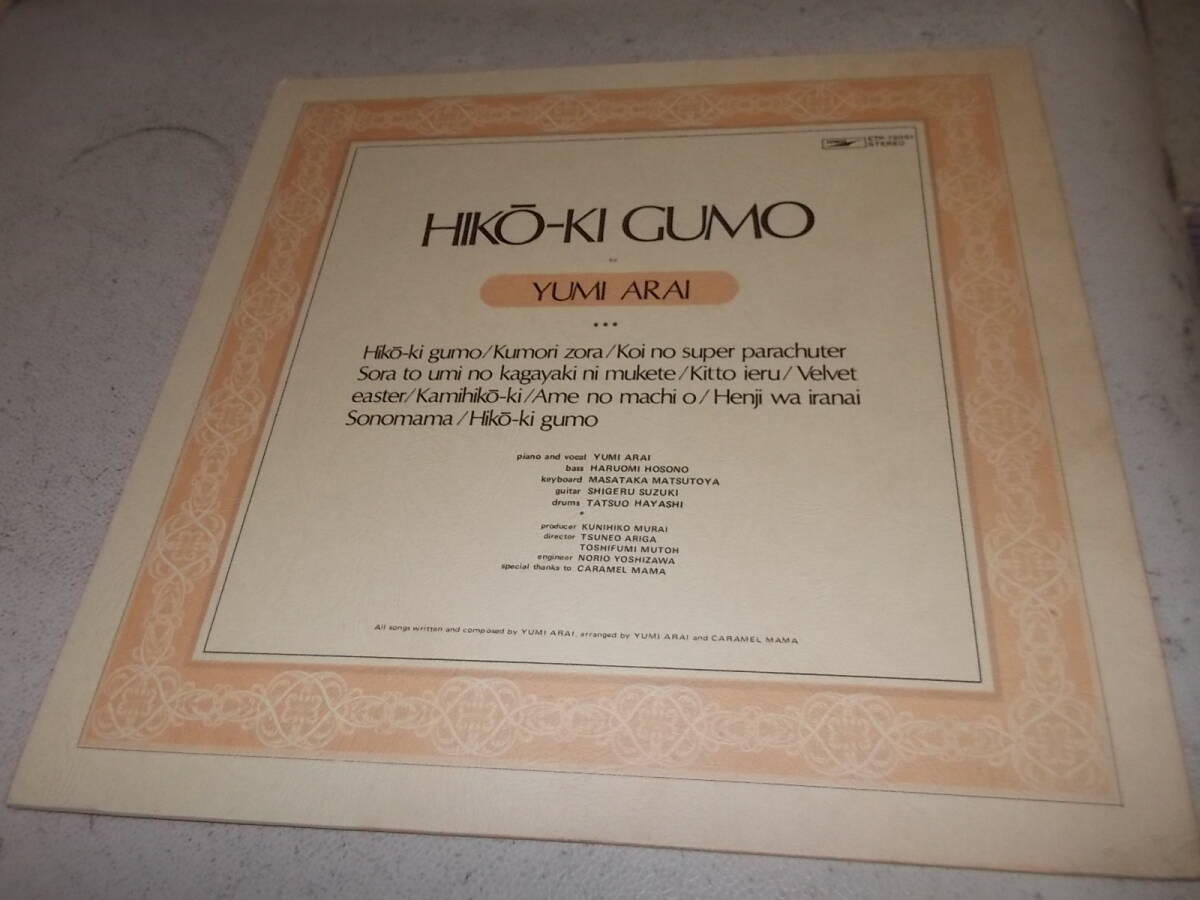 STEREO
HIKŌ-KI GUMO
by
YUMI ARAI
Hikō-ki gumo/Kumori zora/Koi no super parachuter
Sora to umi no kagayaki ni mukete/Kitto ieru/Velvet
easter/Kamihikō-ki/Ame no machi o/Henji wa iranai
Sonomama/Hikō-ki gumo
piano and vocal YUMI ARAI
bass HARUOMI HOSONO
keyboard MASATAKA MATSUTOYA
guitar SHIGERU SUZUKI
drums TATSUO HAYASHI
producer KUNIHIKO MURAI
director TSUNEO ARIGA
TOSHIFUMI MUTOH
engineer NORIO YOSHIZAWA
special thanks to CARAMEL MAMA
All songs written and composed by YUMI ARAI, arranged by YUMI ARAI and CARAMEL MAMA